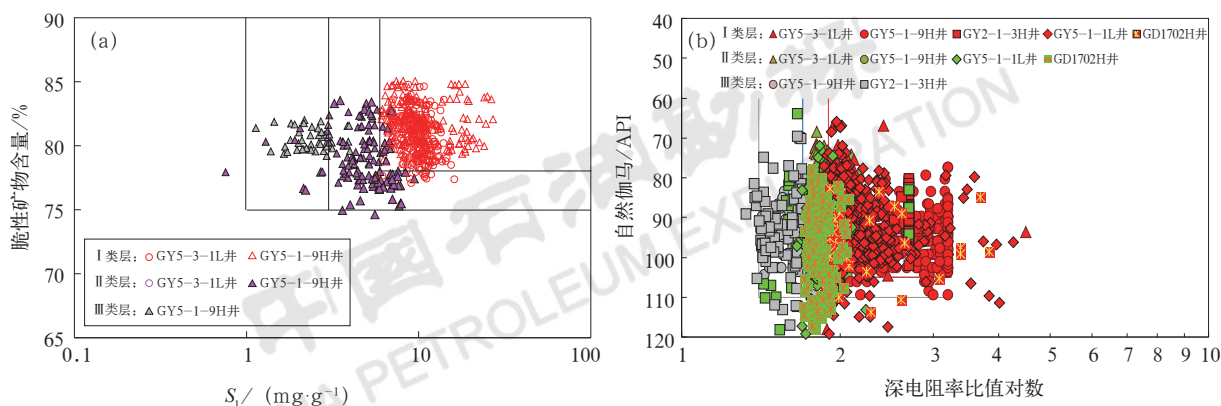 (a)
90
85
80
75
70
65
脆性矿物含量/%
Ⅰ类层: GY5-3-1L井 GY5-1-9H井
Ⅱ类层: GY5-3-1L井 GY5-1-9H井
Ⅲ类层: GY5-1-9H井
0.1 1 10 100
S₁/ (mg·g⁻¹)
(b)
Ⅰ类层: GY5-3-1L井 GY5-1-9H井 GY2-1-3H井 GY5-1-1L井 GD1702H井
Ⅱ类层: GY5-3-1L井 GY5-1-9H井 GY5-1-1L井 GD1702H井
Ⅲ类层: GY5-1-9H井 GY2-1-3H井
40
50
60
70
80
90
100
110
120
自然伽马/API
1 2 3 4 5 6 7 8 9 10
深电阻率比值对数
中国石油勘探
CHINA PETROLEUM EXPLORATION